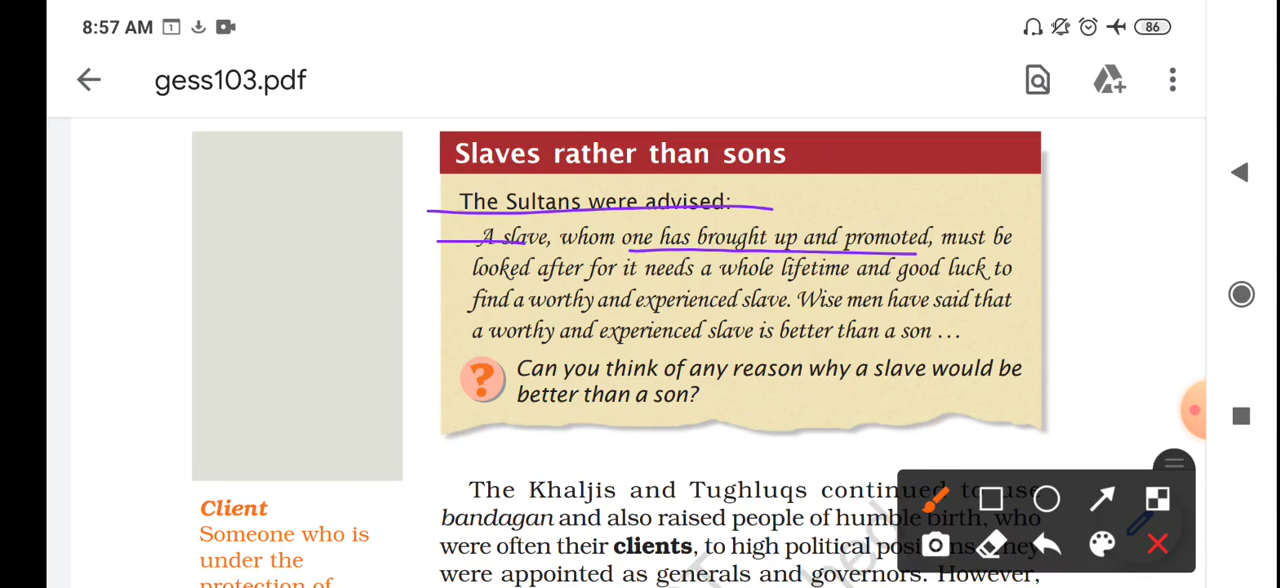 8:57 AM 1 86
gess103.pdf
Slaves rather than sons
The Sultans were advised:
A slave, whom one has brought up and promoted, must be
looked after for it needs a whole lifetime and good luck to
find a worthy and experienced slave. Wise men have said that
a worthy and experienced slave is better than a son ...
? Can you think of any reason why a slave would be
better than a son?
The Khaljis and Tughluqs continued to use
bandagan and also raised people of humble birth, who
were often their clients, to high political positions. They
were appointed as generals and governors. However,
Client
Someone who is
under the
protection of